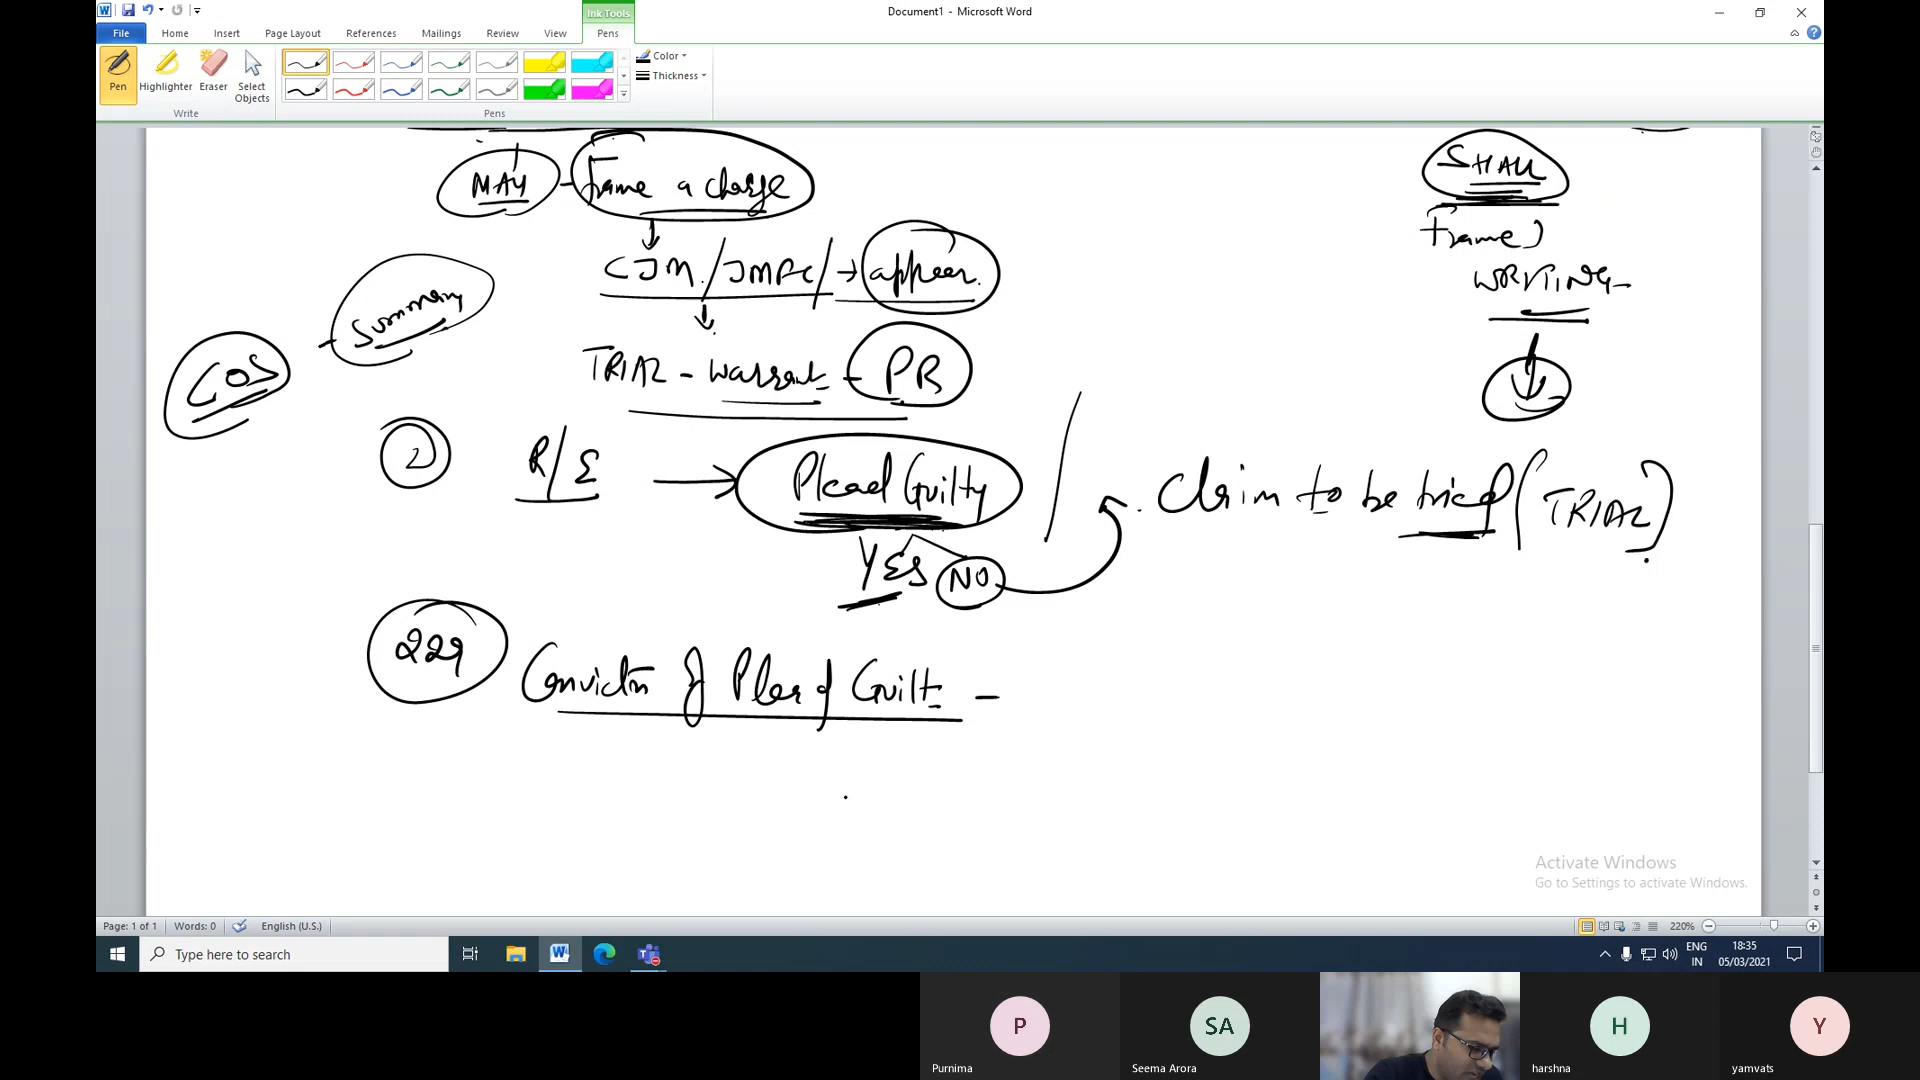 Document1 - Microsoft Word
Ink Tools
File Home Insert Page Layout References Mailings Review View Pens
Pen Highlighter Eraser Select Objects
Color
Thickness
Write Pens
MAY - Frame a charge
SHALL
Frame
WRITING
CJM / JMFC / → appear
Summary
COS
TRIAL - Warrant - PR
2 R/E → Plead Guilty / Claim to be tried (TRIAL)
YES NO
229 Conviction of Plea of Guilt -
Activate Windows
Go to Settings to activate Windows.
Page: 1 of 1 Words: 0 English (U.S.) 220%
Type here to search
ENG IN
18:35
05/03/2021
P SA H Y
Purnima Seema Arora harshna yamvats